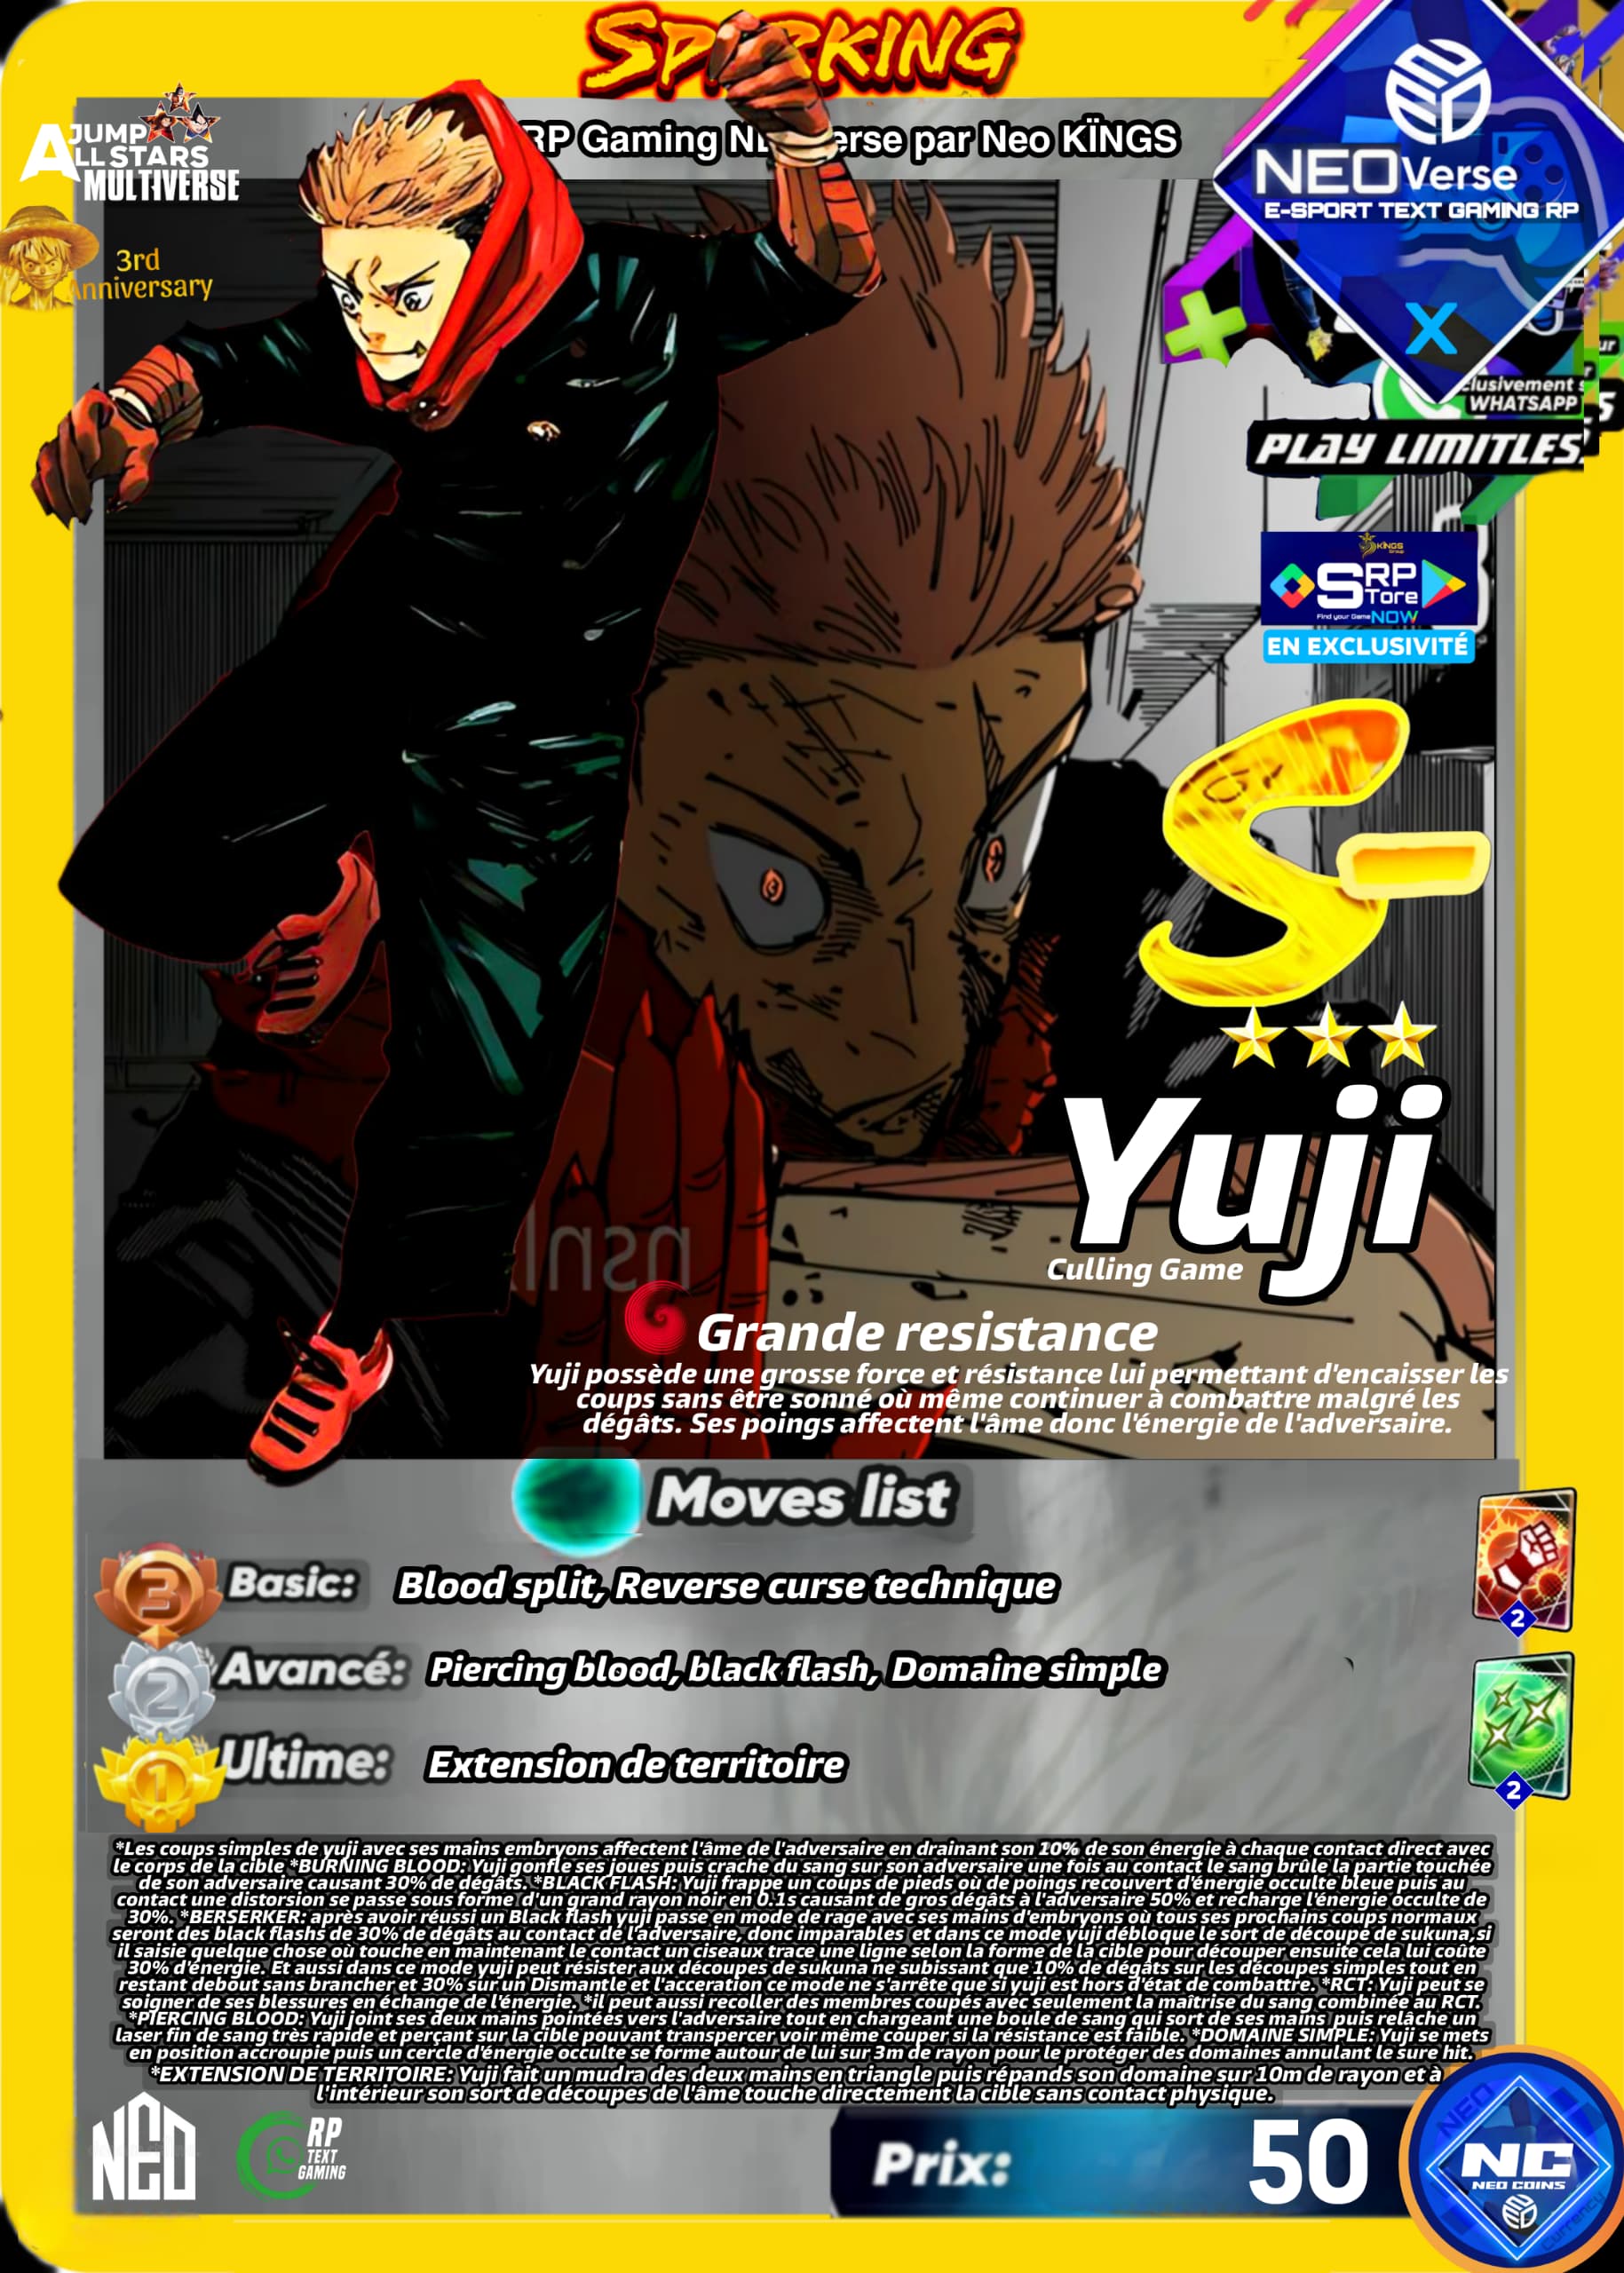 SPARKING
RP Gaming NE verse par Neo KÏNGS
JUMP
ALL STARS
MULTIVERSE
3rd
Anniversary
NEOVerse
E-SPORT TEXT GAMING RP
X
clusivement s
WHATSAPP
PLAY LIMITLES
KINGS
Group
SRP
Tore
Find your Game NOW
EN EXCLUSIVITÉ
S-
Yuji
Culling Game
Grande resistance
Yuji possède une grosse force et résistance lui permettant d'encaisser les
coups sans être sonné où même continuer à combattre malgré les
dégâts. Ses poings affectent l'âme donc l'énergie de l'adversaire.
Moves list
3 Basic: Blood split, Reverse curse technique
2
2 Avancé: Piercing blood, black flash, Domaine simple
1 Ultime: Extension de territoire
2
*Les coups simples de yuji avec ses mains embryons affectent l'âme de l'adversaire en drainant son 10% de son énergie à chaque contact direct avec
le corps de la cible *BURNING BLOOD: Yuji gonfle ses joues puis crache du sang sur son adversaire une fois au contact le sang brûle la partie touchée
de son adversaire causant 30% de dégâts. *BLACK FLASH: Yuji frappe un coups de pieds où de poings recouvert d'énergie occulte bleue puis au
contact une distorsion se passe sous forme d'un grand rayon noir en 0.1s causant de gros dégâts à l'adversaire 50% et recharge l'énergie occulte de
30%. *BERSERKER: après avoir réussi un Black flash yuji passe en mode de rage avec ses mains d'embryons où tous ses prochains coups normaux
seront des black flashs de 30% de dégâts au contact de l'adversaire, donc imparables et dans ce mode yuji débloque le sort de découpe de sukuna,si
il saisie quelque chose où touche en maintenant le contact un ciseaux trace une ligne selon la forme de la cible pour découper ensuite cela lui coûte
30% d'énergie. Et aussi dans ce mode yuji peut résister aux découpes de sukuna ne subissant que 10% de dégâts sur les découpes simples tout en
restant debout sans brancher et 30% sur un Dismantle et l'acceration ce mode ne s'arrête que si yuji est hors d'état de combattre. *RCT: Yuji peut se
soigner de ses blessures en échange de l'énergie. *il peut aussi recoller des membres coupés avec seulement la maîtrise du sang combinée au RCT.
*PIERCING BLOOD: Yuji joint ses deux mains pointées vers l'adversaire tout en chargeant une boule de sang qui sort de ses mains puis relâche un
laser fin de sang très rapide et perçant sur la cible pouvant transpercer voir même couper si la résistance est faible. *DOMAINE SIMPLE: Yuji se mets
en position accroupie puis un cercle d'énergie occulte se forme autour de lui sur 3m de rayon pour le protéger des domaines annulant le sure hit.
*EXTENSION DE TERRITOIRE: Yuji fait un mudra des deux mains en triangle puis répands son domaine sur 10m de rayon et à
l'intérieur son sort de découpes de l'âme touche directement la cible sans contact physique.
NEO
RP
TEXT
GAMING
Prix: 50
NC
NEO COINS